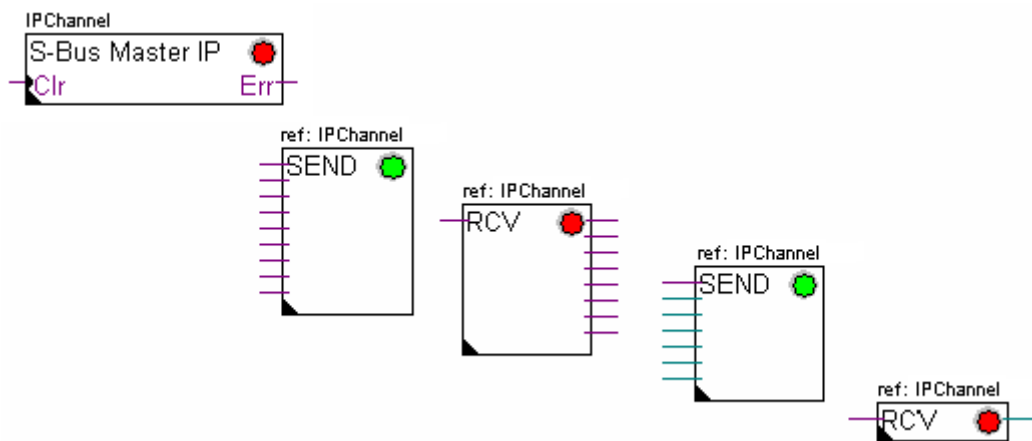 IPChannel
S-Bus Master IP
Clr Err
ref: IPChannel
SEND
ref: IPChannel
RCV
ref: IPChannel
SEND
ref: IPChannel
RCV